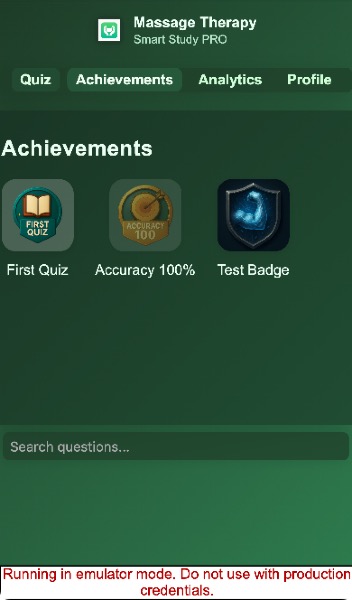 Massage Therapy
Smart Study PRO
Quiz Achievements Analytics Profile
Achievements
FIRST
QUIZ
ACCURACY
100
First Quiz Accuracy 100% Test Badge
Search questions...
Running in emulator mode. Do not use with production
credentials.